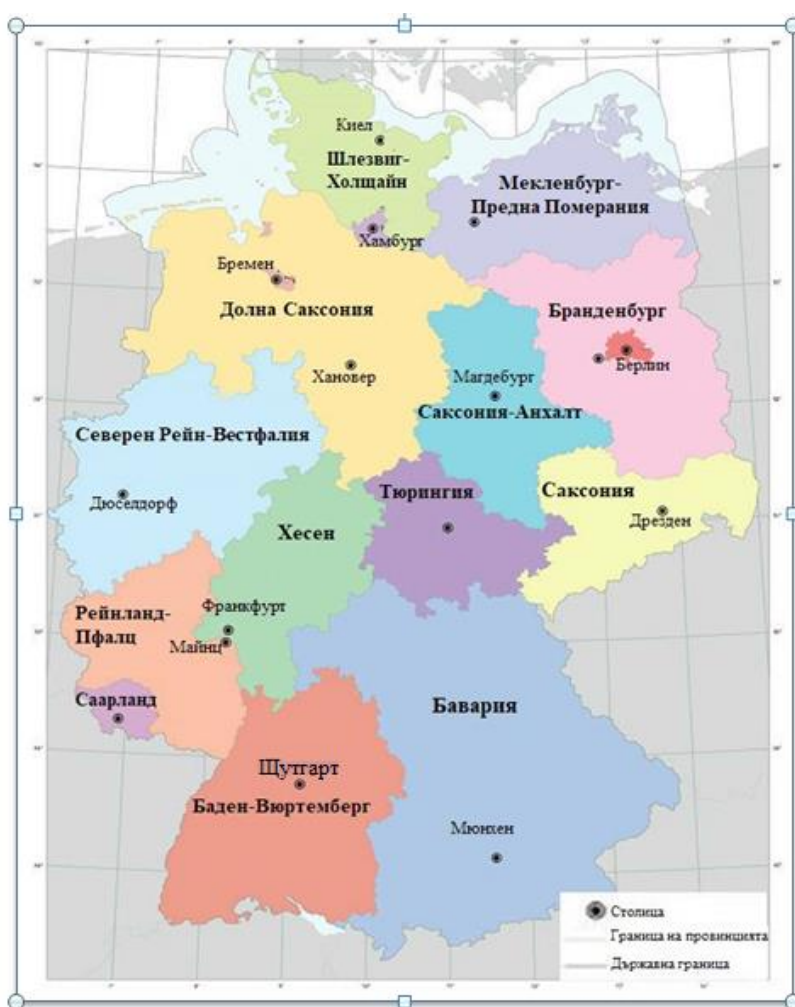 Киел
Шлезвиг-
Холщайн
Мекленбург-
Предна Померания
Хамбург
Бремен
Долна Саксония
Бранденбург
Берлин
Хановер
Магдебург
Саксония-Анхалт
Северен Рейн-Вестфалия
Дюселдорф
Тюрингия
Саксония
Дрезден
Хесен
Франкфурт
Рейнланд-
Пфалц
Майнц
Саарланд
Бавария
Щутгарт
Баден-Вюртемберг
Мюнхен
Столица
Граница на провинцията
Държавна граница